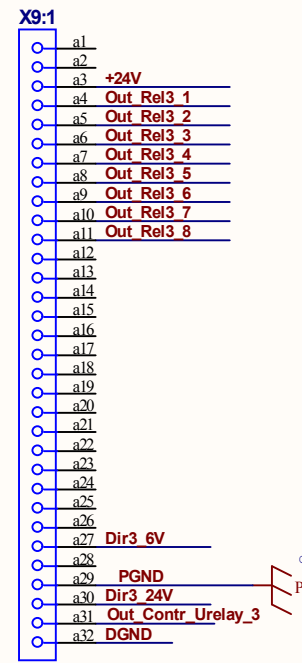 X9:1
a1
a2
a3 +24V
a4 Out_Rel3_1
a5 Out_Rel3_2
a6 Out_Rel3_3
a7 Out_Rel3_4
a8 Out_Rel3_5
a9 Out_Rel3_6
a10 Out_Rel3_7
a11 Out_Rel3_8
a12
a13
a14
a15
a16
a17
a18
a19
a20
a21
a22
a23
a24
a25
a26
a27 Dir3_6V
a28
a29 PGND P
a30 Dir3_24V
a31 Out_Contr_Urelay_3
a32 DGND